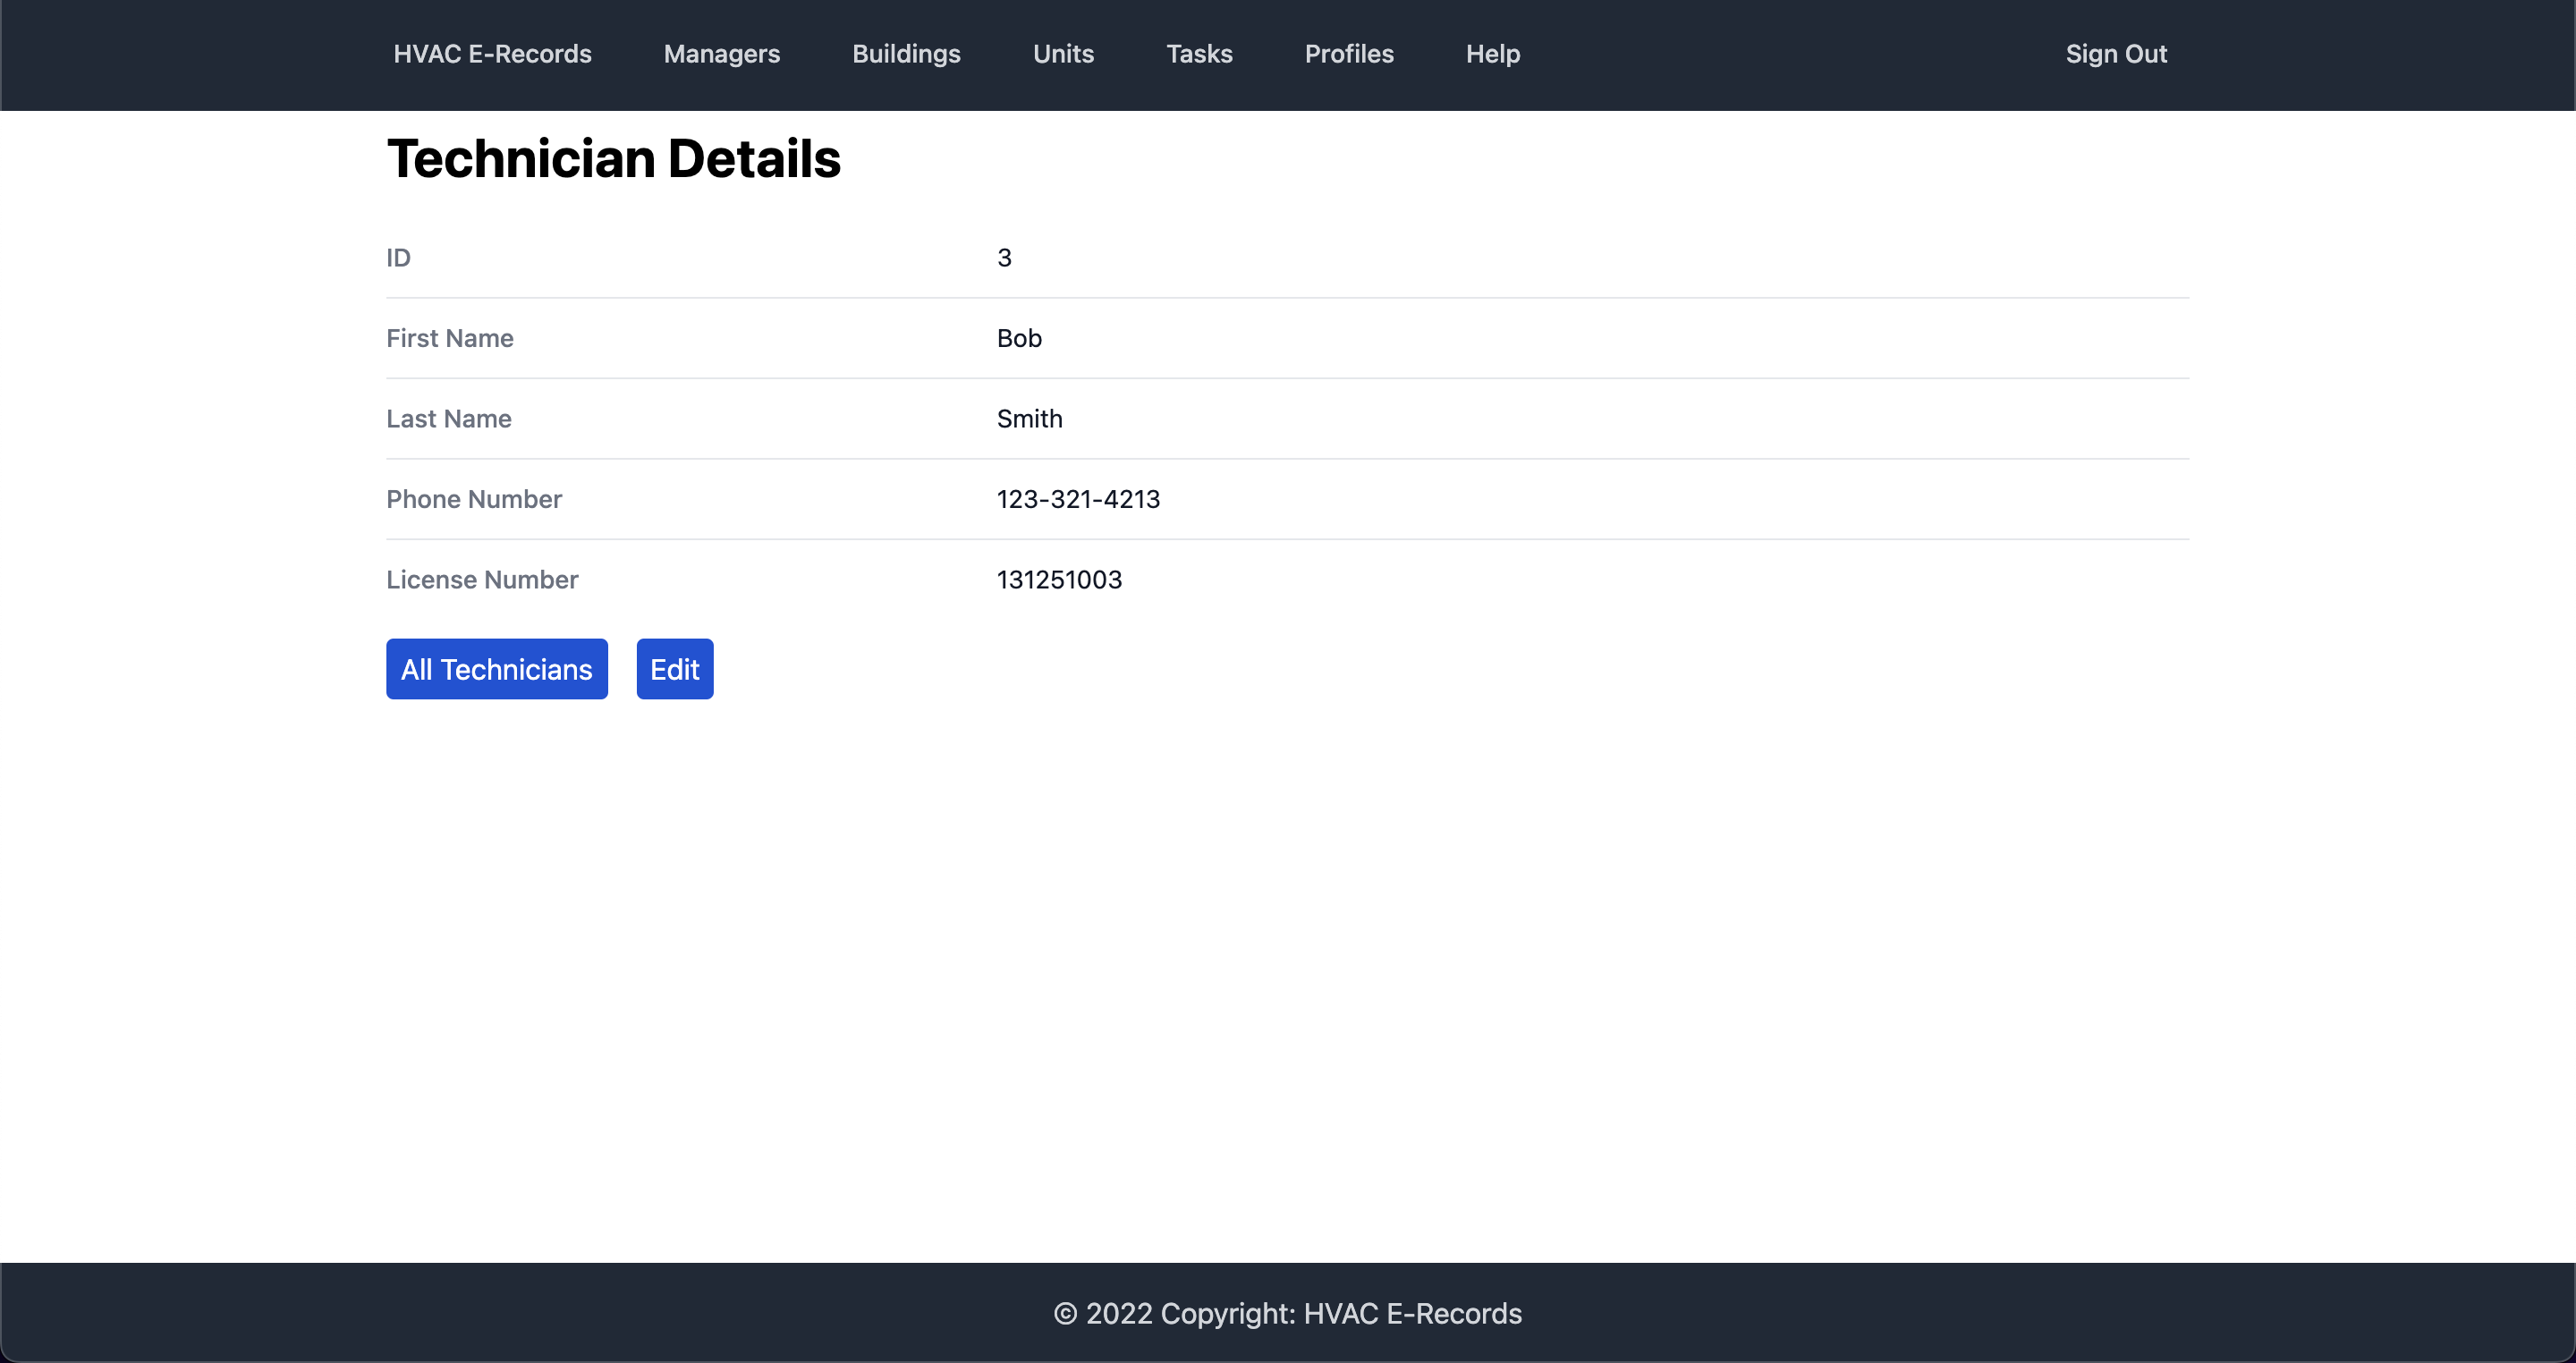 HVAC E-Records Managers Buildings Units Tasks Profiles Help Sign Out
Technician Details
ID 3
First Name Bob
Last Name Smith
Phone Number 123-321-4213
License Number 131251003
All Technicians Edit
© 2022 Copyright: HVAC E-Records